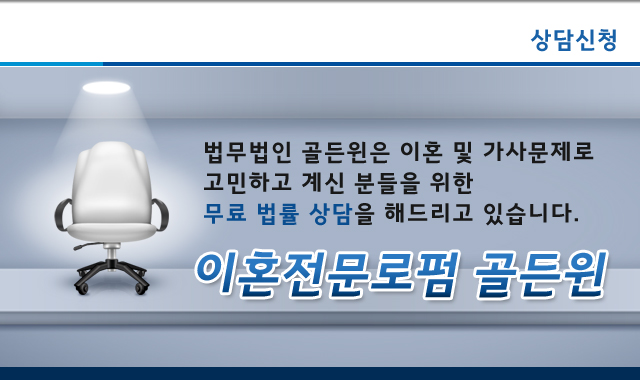 상담신청
법무법인 골든윈은 이혼 및 가사문제로
고민하고 계신 분들을 위한
무료 법률 상담을 해드리고 있습니다.
이혼전문로펌 골든윈